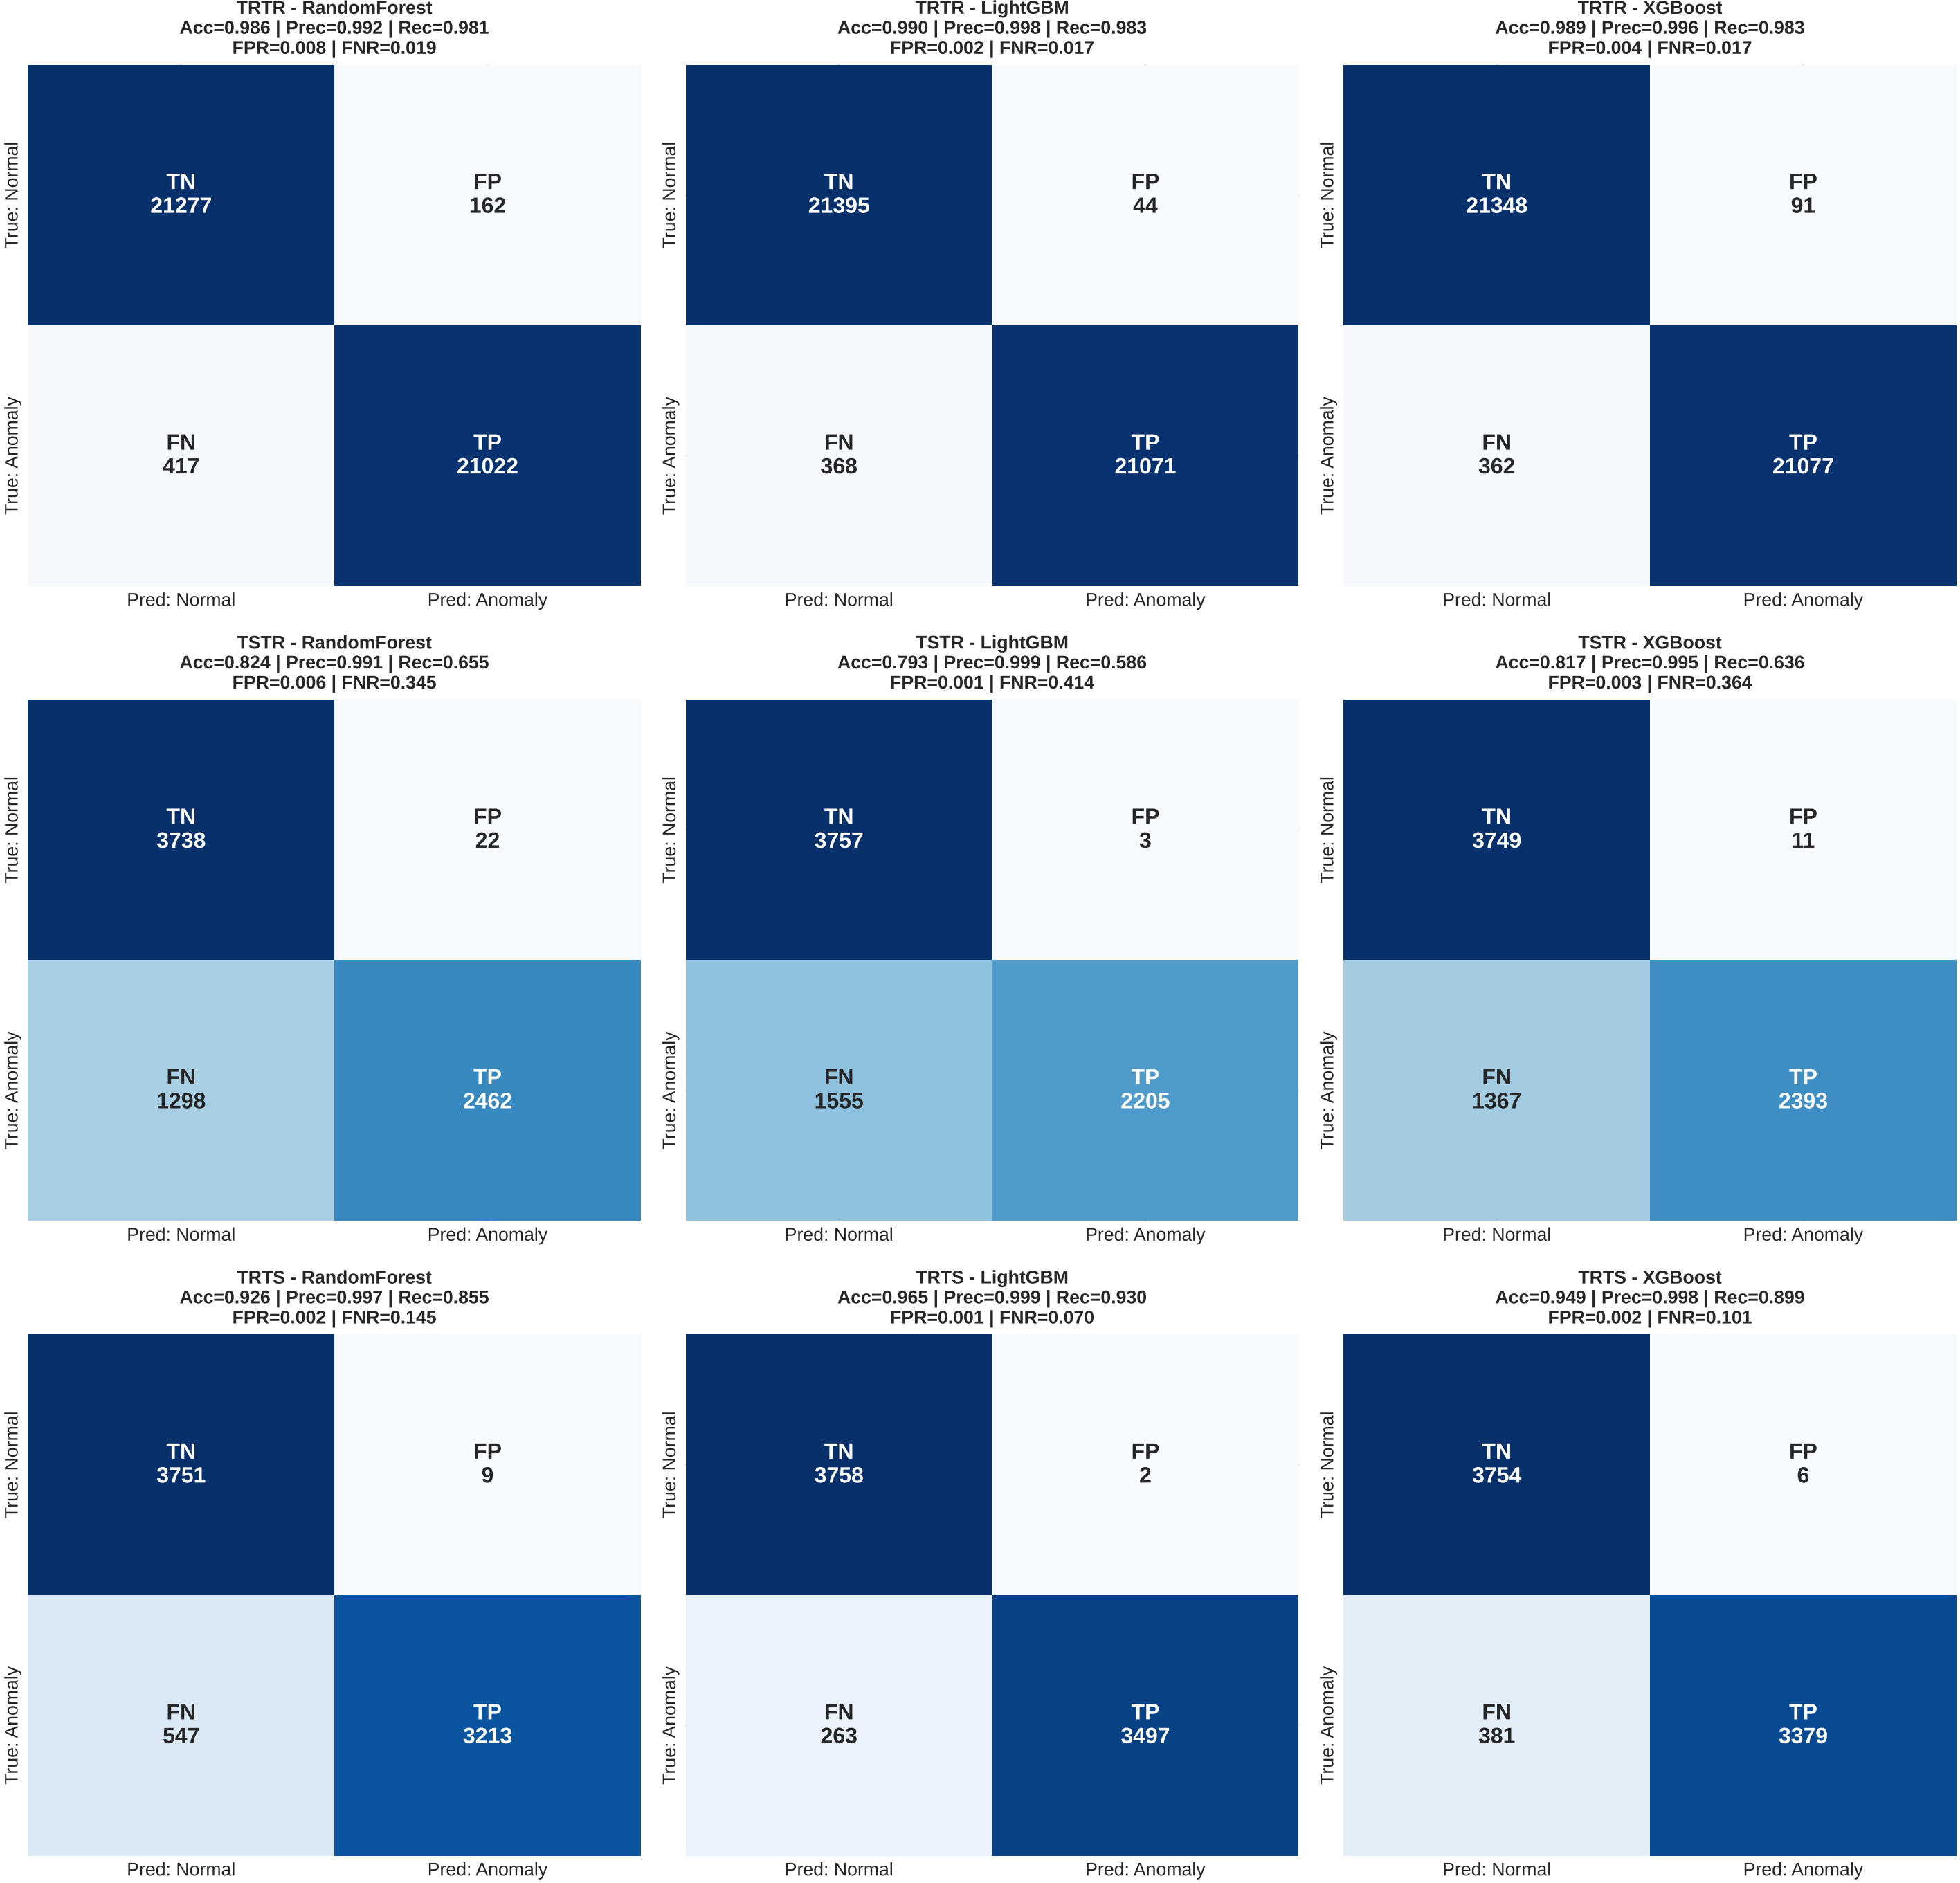 TRTR - RandomForest
Acc=0.986 | Prec=0.992 | Rec=0.981
FPR=0.008 | FNR=0.019
True: Normal
TN
21277
FP
162
True: Anomaly
FN
417
TP
21022
Pred: Normal
Pred: Anomaly
TRTR - LightGBM
Acc=0.990 | Prec=0.998 | Rec=0.983
FPR=0.002 | FNR=0.017
True: Normal
TN
21395
FP
44
True: Anomaly
FN
368
TP
21071
Pred: Normal
Pred: Anomaly
TRTR - XGBoost
Acc=0.989 | Prec=0.996 | Rec=0.983
FPR=0.004 | FNR=0.017
True: Normal
TN
21348
FP
91
True: Anomaly
FN
362
TP
21077
Pred: Normal
Pred: Anomaly
TSTR - RandomForest
Acc=0.824 | Prec=0.991 | Rec=0.655
FPR=0.006 | FNR=0.345
True: Normal
TN
3738
FP
22
True: Anomaly
FN
1298
TP
2462
Pred: Normal
Pred: Anomaly
TSTR - LightGBM
Acc=0.793 | Prec=0.999 | Rec=0.586
FPR=0.001 | FNR=0.414
True: Normal
TN
3757
FP
3
True: Anomaly
FN
1555
TP
2205
Pred: Normal
Pred: Anomaly
TSTR - XGBoost
Acc=0.817 | Prec=0.995 | Rec=0.636
FPR=0.003 | FNR=0.364
True: Normal
TN
3749
FP
11
True: Anomaly
FN
1367
TP
2393
Pred: Normal
Pred: Anomaly
TRTS - RandomForest
Acc=0.926 | Prec=0.997 | Rec=0.855
FPR=0.002 | FNR=0.145
True: Normal
TN
3751
FP
9
True: Anomaly
FN
547
TP
3213
Pred: Normal
Pred: Anomaly
TRTS - LightGBM
Acc=0.965 | Prec=0.999 | Rec=0.930
FPR=0.001 | FNR=0.070
True: Normal
TN
3758
FP
2
True: Anomaly
FN
263
TP
3497
Pred: Normal
Pred: Anomaly
TRTS - XGBoost
Acc=0.949 | Prec=0.998 | Rec=0.899
FPR=0.002 | FNR=0.101
True: Normal
TN
3754
FP
6
True: Anomaly
FN
381
TP
3379
Pred: Normal
Pred: Anomaly